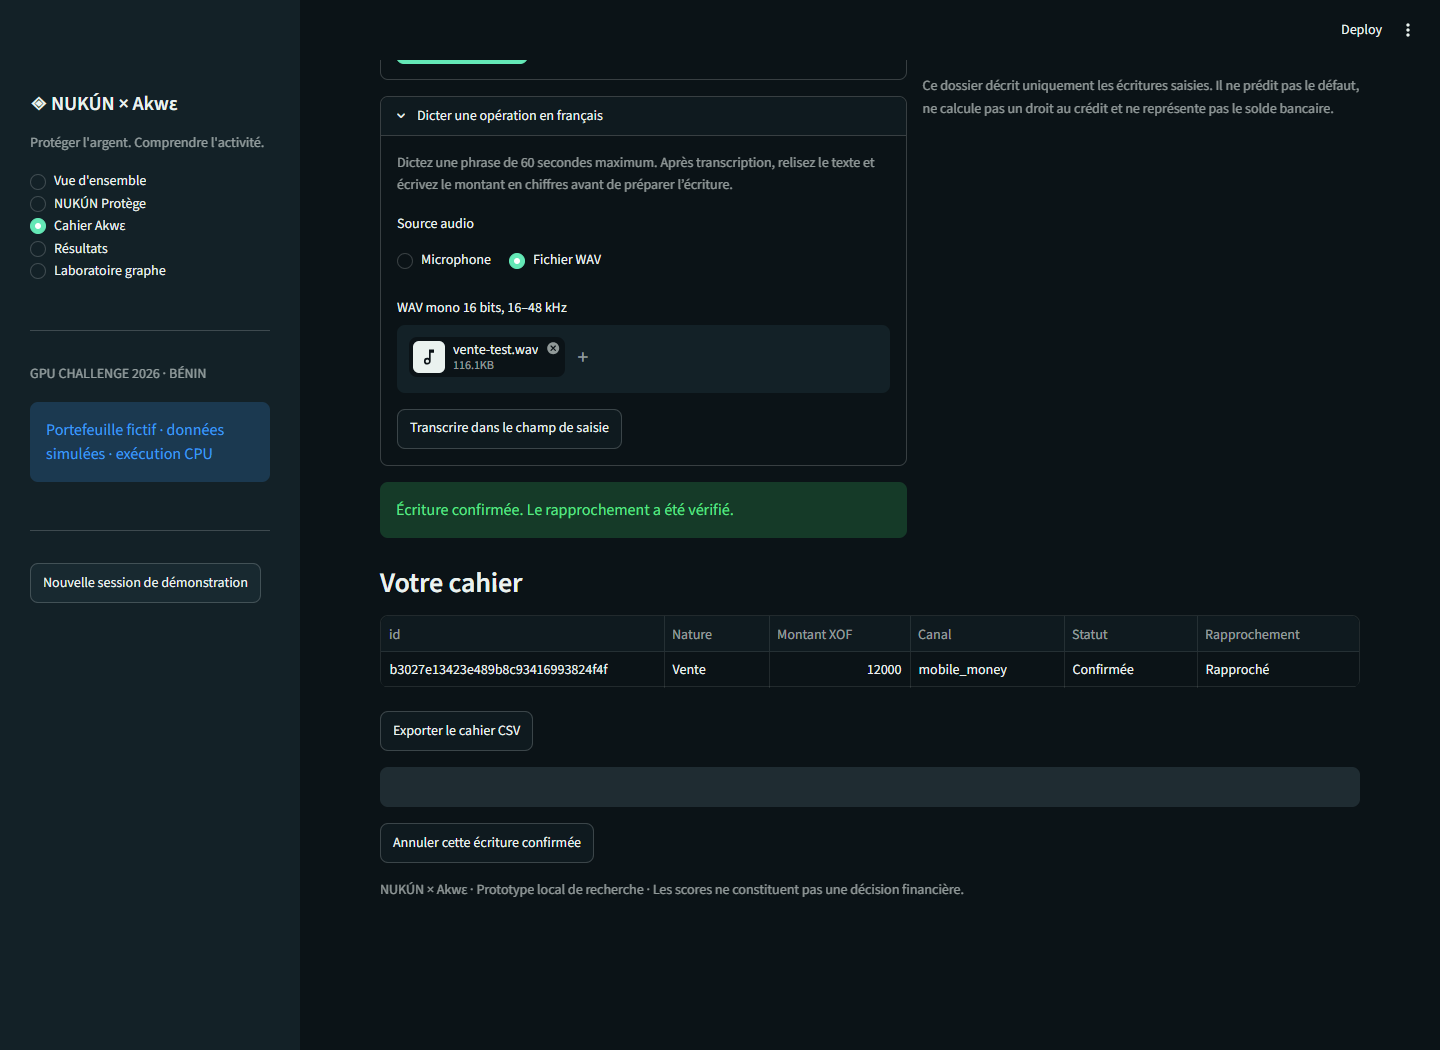 Deploy
NUKÚN × Akwɛ
Protéger l'argent. Comprendre l'activité.
Vue d'ensemble
NUKÚN Protège
Cahier Akwɛ
Résultats
Laboratoire graphe
GPU CHALLENGE 2026 · BÉNIN
Portefeuille fictif · données
simulées · exécution CPU
Nouvelle session de démonstration
Dicter une opération en français
Dictez une phrase de 60 secondes maximum. Après transcription, relisez le texte et
écrivez le montant en chiffres avant de préparer l’écriture.
Source audio
Microphone
Fichier WAV
WAV mono 16 bits, 16–48 kHz
vente-test.wav
116.1KB
Transcrire dans le champ de saisie
Écriture confirmée. Le rapprochement a été vérifié.
Ce dossier décrit uniquement les écritures saisies. Il ne prédit pas le défaut,
ne calcule pas un droit au crédit et ne représente pas le solde bancaire.
Votre cahier
id Nature Montant XOF Canal Statut Rapprochement
b3027e13423e489b8c93416993824f4f Vente 12000 mobile_money Confirmée Rapproché
Exporter le cahier CSV
Annuler cette écriture confirmée
NUKÚN × Akwɛ · Prototype local de recherche · Les scores ne constituent pas une décision financière.